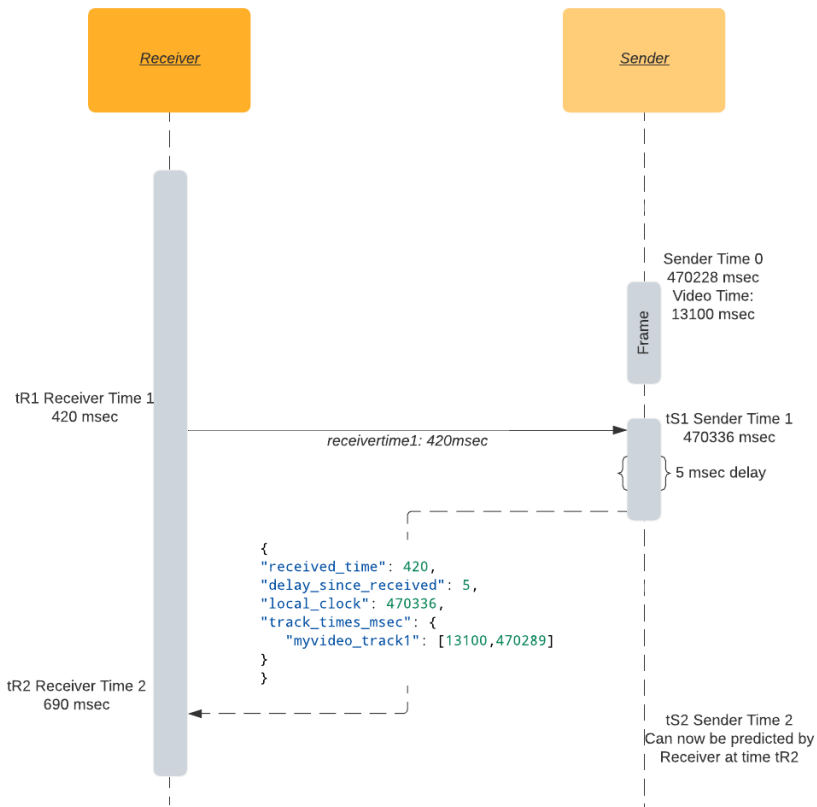 Receiver
Sender
Sender Time 0
470228 msec
Video Time:
13100 msec
Frame
tR1 Receiver Time 1
420 msec
receivertime1: 420msec
tS1 Sender Time 1
470336 msec
5 msec delay
{
"received_time": 420,
"delay_since_received": 5,
"local_clock": 470336,
"track_times_msec": {
"myvideo_track1": [13100,470289]
}
}
tR2 Receiver Time 2
690 msec
tS2 Sender Time 2
Can now be predicted by
Receiver at time tR2